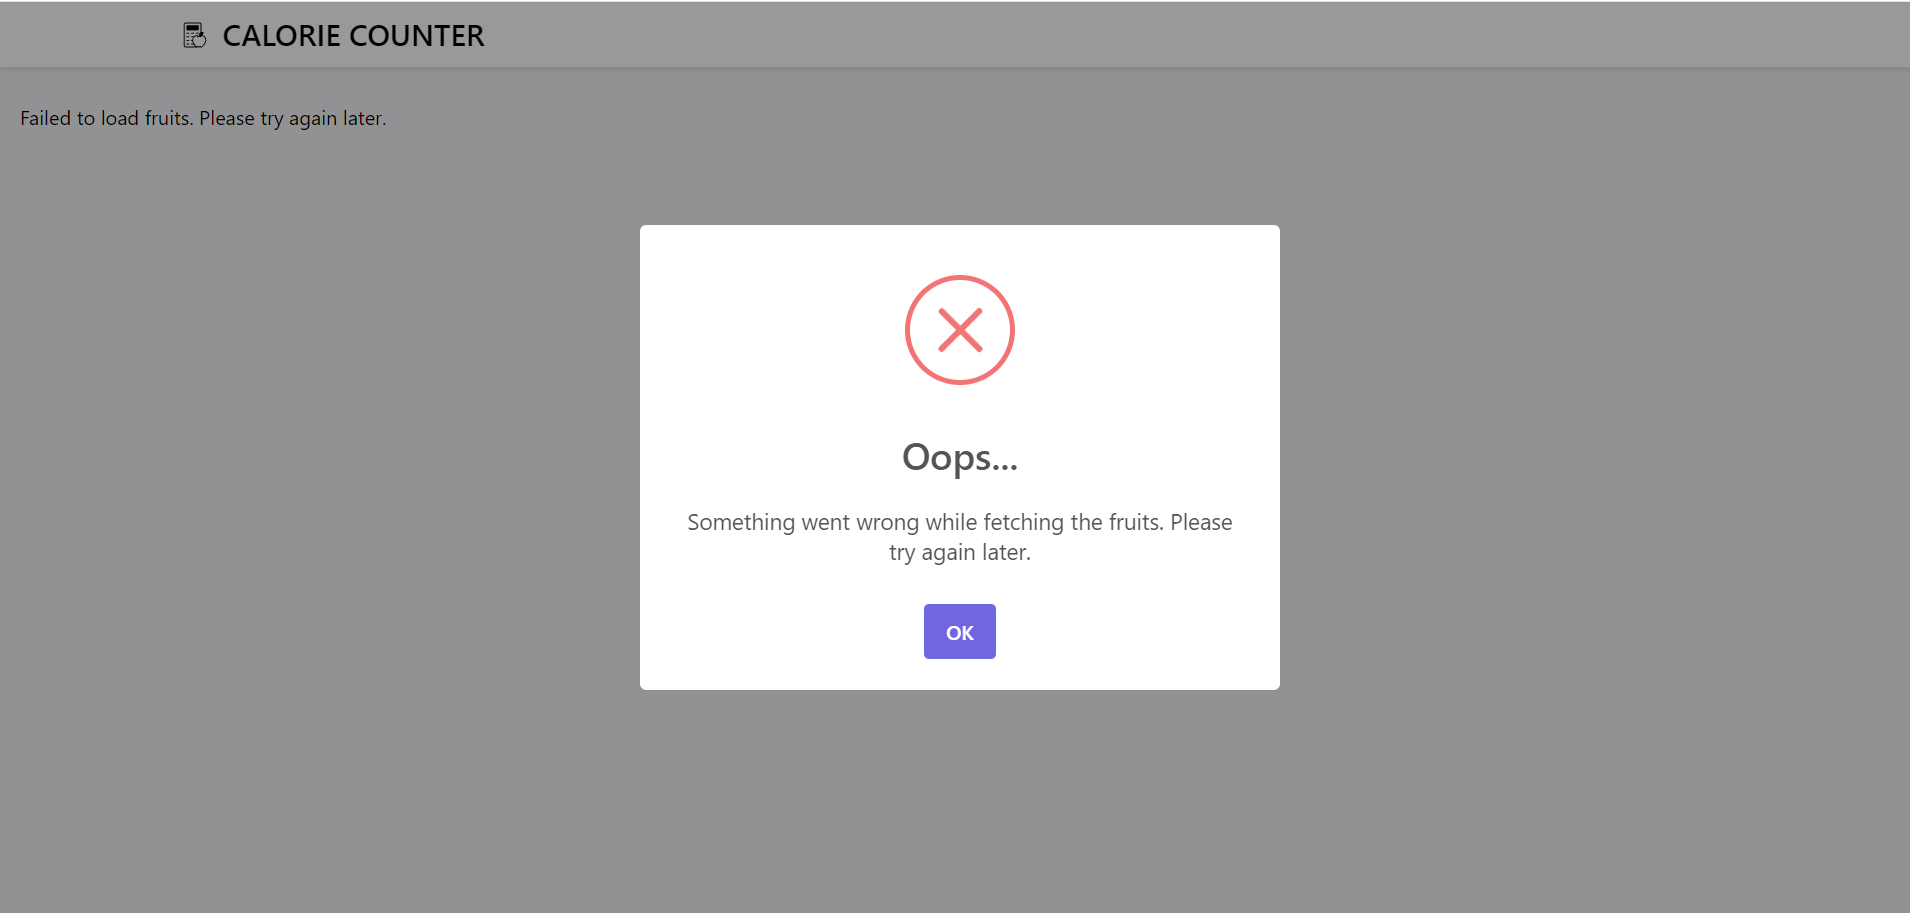 CALORIE COUNTER
Failed to load fruits. Please try again later.
Oops...
Something went wrong while fetching the fruits. Please
try again later.
OK